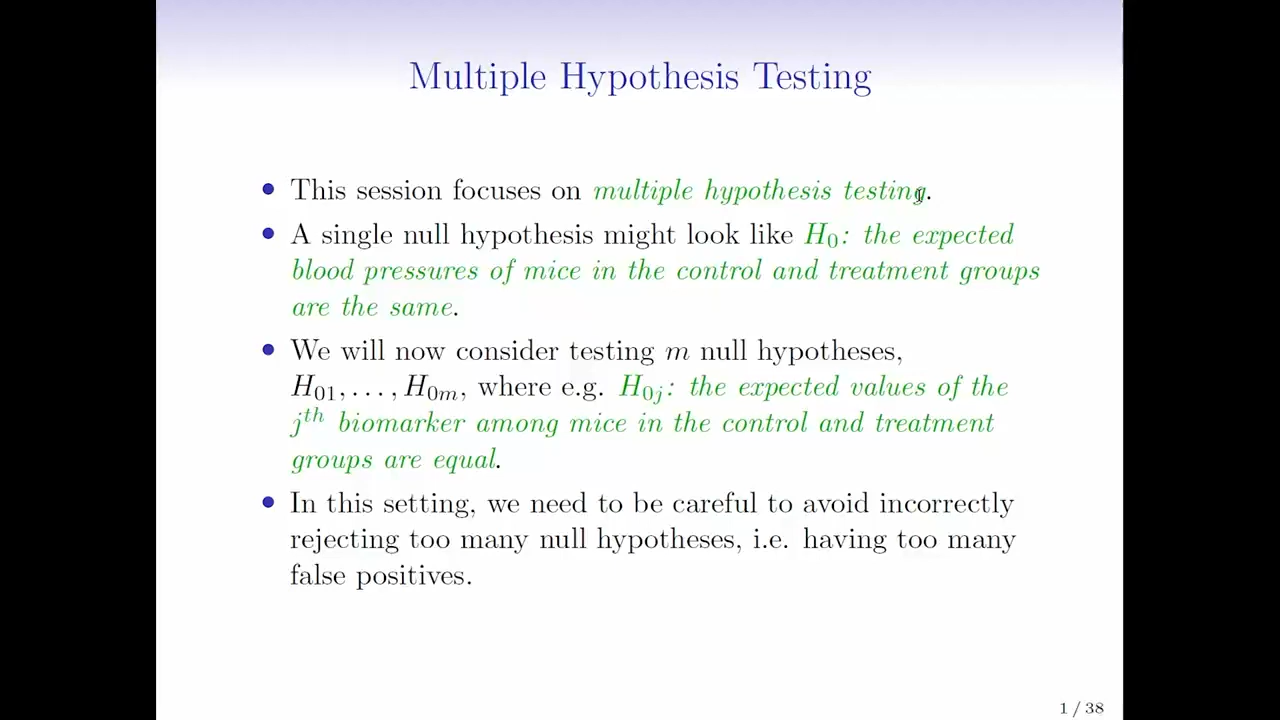 Multiple Hypothesis Testing
• This session focuses on multiple hypothesis testing.
• A single null hypothesis might look like H₀: the expected
blood pressures of mice in the control and treatment groups
are the same.
• We will now consider testing m null hypotheses,
H₀₁, . . . , H₀ₘ, where e.g. H₀ⱼ: the expected values of the
jᵗʰ biomarker among mice in the control and treatment
groups are equal.
• In this setting, we need to be careful to avoid incorrectly
rejecting too many null hypotheses, i.e. having too many
false positives.
1 / 38